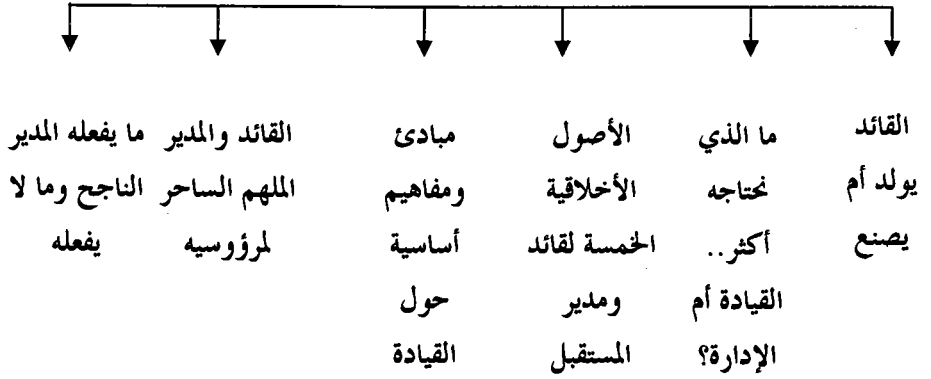 القائد
يولد أم
يصنع
ما الذي
نحتاجه
أكثر..
القيادة أم
الإدارة؟
الأصول
الأخلاقية
الخمسة لقائد
ومدير
المستقبل
مبادئ
ومفاهيم
أساسية
حول
القيادة
القائد والمدير
الملهم الساحر
لمرؤوسيه
ما يفعله المدير
الناجح وما لا
يفعله